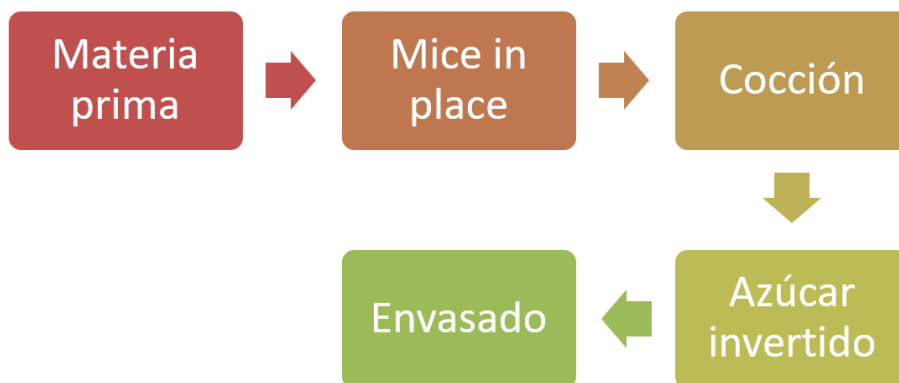 Materia
prima
Mice in
place
Cocción
Azúcar
invertido
Envasado